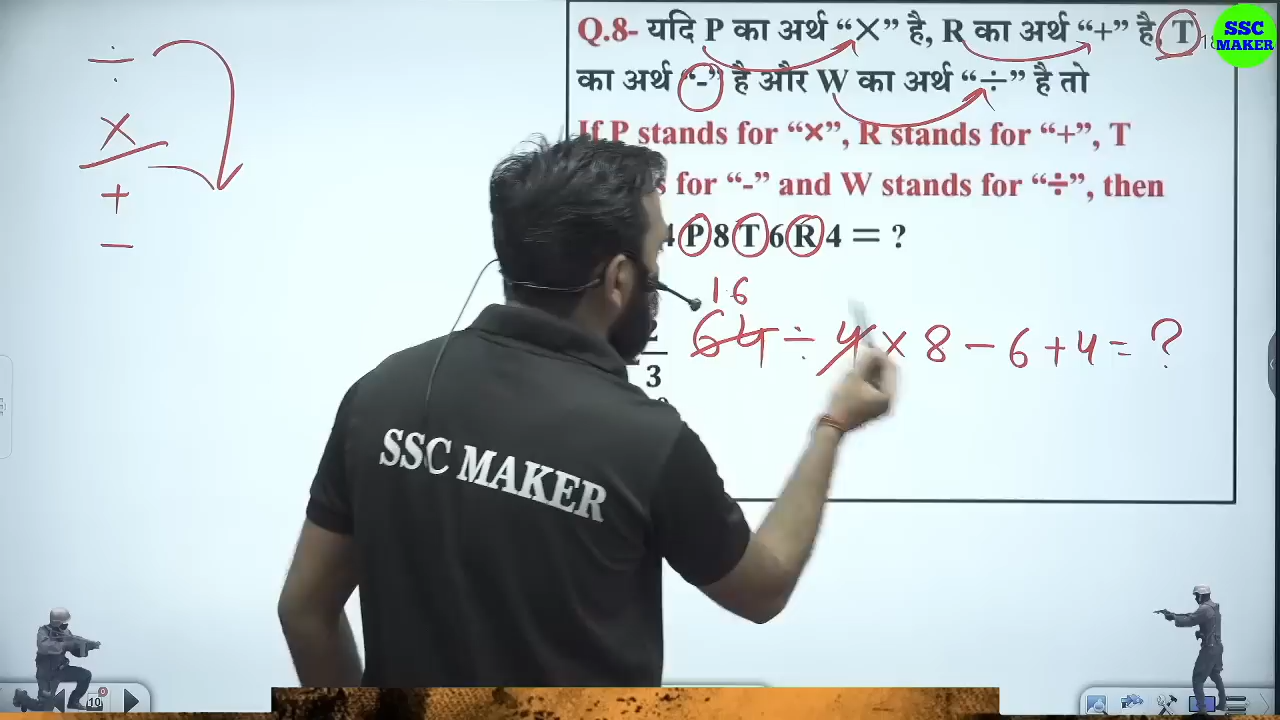 Q.8- यदि P का अर्थ “×” है, R का अर्थ “+” है, T
का अर्थ “-” है और W का अर्थ “÷” है तो
If P stands for “×”, R stands for “+”, T
for “-” and W stands for “÷”, then
4 P 8 T 6 R 4 = ?
16
64 ÷ 4 × 8 - 6 + 4 = ?
3
÷
×
+
-
SSC MAKER
SSC
MAKER
10